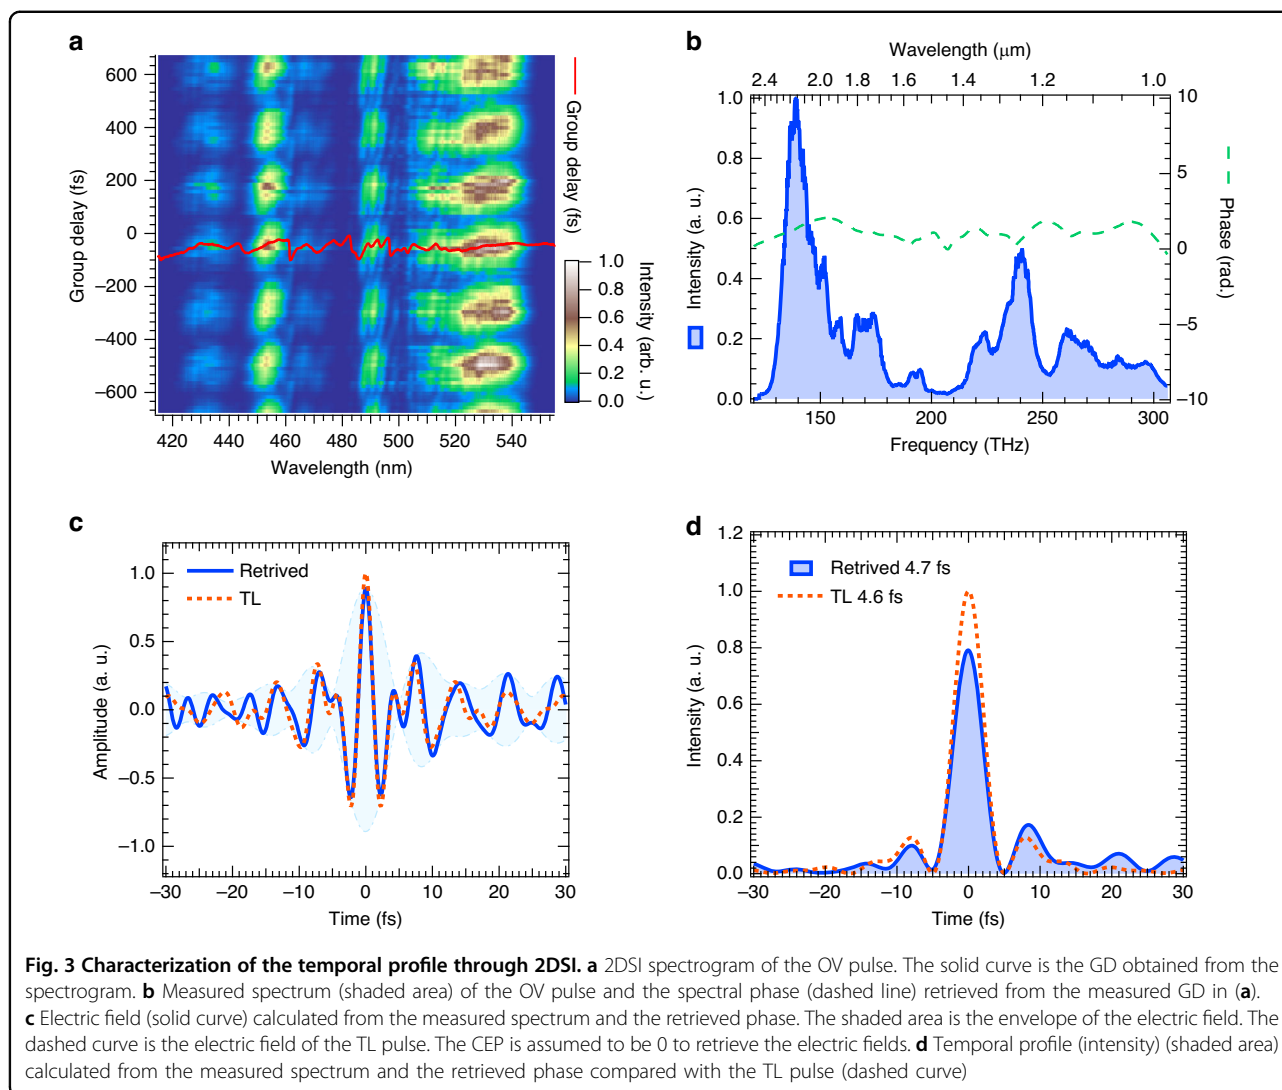 a
600
400
200
0
−200
−400
−600
Group delay (fs)
420 440 460 480 500 520 540
Wavelength (nm)
Group delay
(fs)
1.0
0.8
0.6
0.4
0.2
0.0
Intensity (arb. u.)
b
Wavelength (μm)
2.4 2.0 1.8 1.6 1.4 1.2 1.0
1.0
0.8
0.6
0.4
0.2
0.0
Intensity (a. u.)
10
5
0
−5
−10
Phase (rad.)
150 200 250 300
Frequency (THz)
c
Retrived
TL
1.0
0.5
0.0
−0.5
−1.0
Amplitude (a. u.)
−30 −20 −10 0 10 20 30
Time (fs)
d
Retrived 4.7 fs
TL 4.6 fs
1.2
1.0
0.8
0.6
0.4
0.2
0.0
Intensity (a. u.)
−30 −20 −10 0 10 20 30
Time (fs)
Fig. 3 Characterization of the temporal profile through 2DSI. a 2DSI spectrogram of the OV pulse. The solid curve is the GD obtained from the
spectrogram. b Measured spectrum (shaded area) of the OV pulse and the spectral phase (dashed line) retrieved from the measured GD in (a).
c Electric field (solid curve) calculated from the measured spectrum and the retrieved phase. The shaded area is the envelope of the electric field. The
dashed curve is the electric field of the TL pulse. The CEP is assumed to be 0 to retrieve the electric fields. d Temporal profile (intensity) (shaded area)
calculated from the measured spectrum and the retrieved phase compared with the TL pulse (dashed curve)